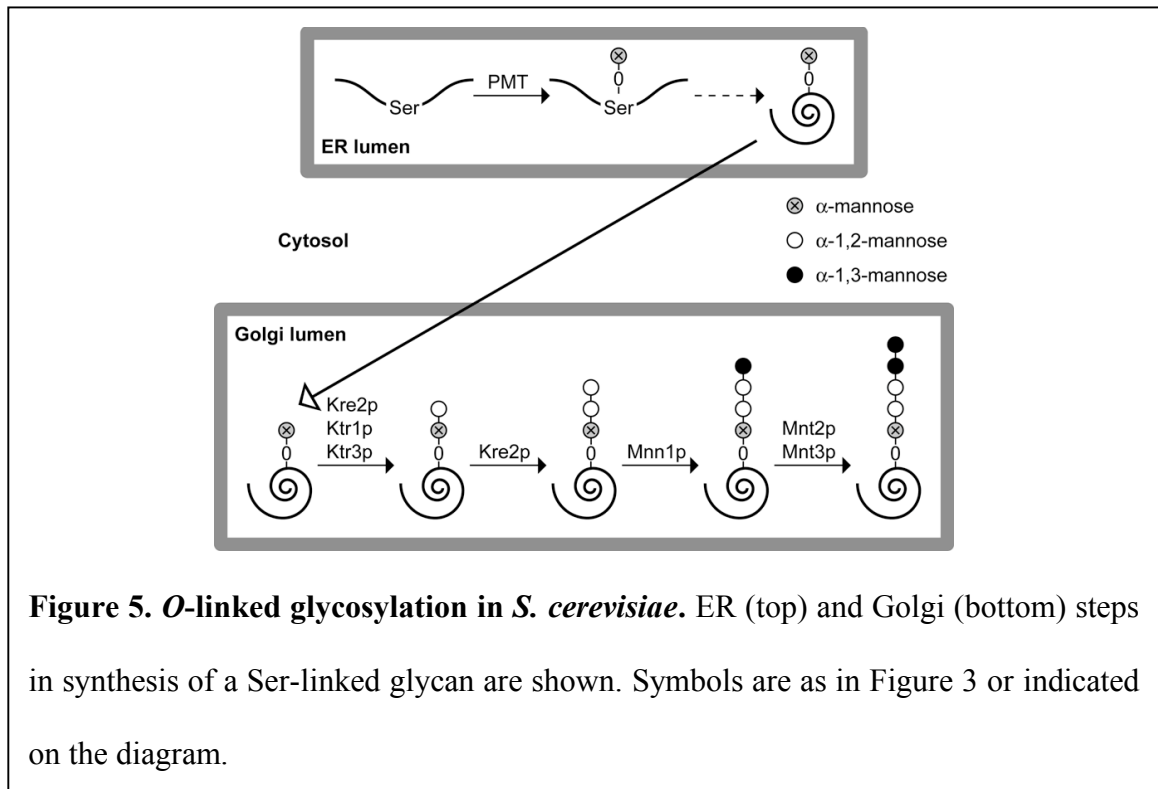 PMT
O
O
Ser
Ser
ER lumen
α-mannose
Cytosol
α-1,2-mannose
α-1,3-mannose
Golgi lumen
Kre2p
Ktr1p
Ktr3p
Kre2p
Mnn1p
Mnt2p
Mnt3p
O
O
O
O
O
Figure 5. O-linked glycosylation in S. cerevisiae. ER (top) and Golgi (bottom) steps
in synthesis of a Ser-linked glycan are shown. Symbols are as in Figure 3 or indicated
on the diagram.